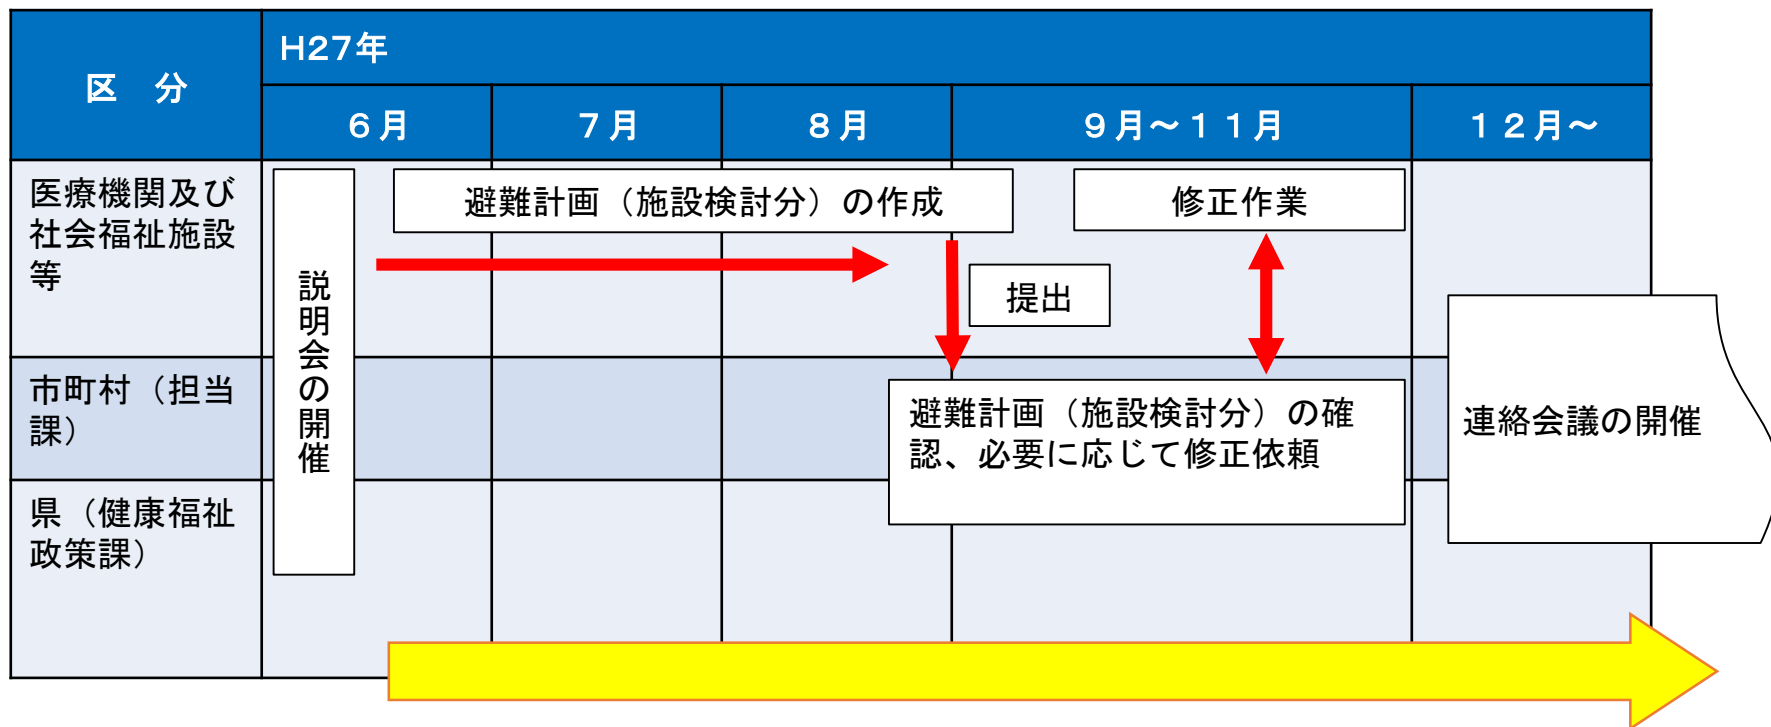 区　分
H27年
６月
７月
８月
９月～１１月
１２月～
医療機関及び
社会福祉施設
等
説明会の開催
避難計画（施設検討分）の作成
修正作業
提出
市町村（担当
課）
避難計画（施設検討分）の確
認、必要に応じて修正依頼
連絡会議の開催
県（健康福祉
政策課）